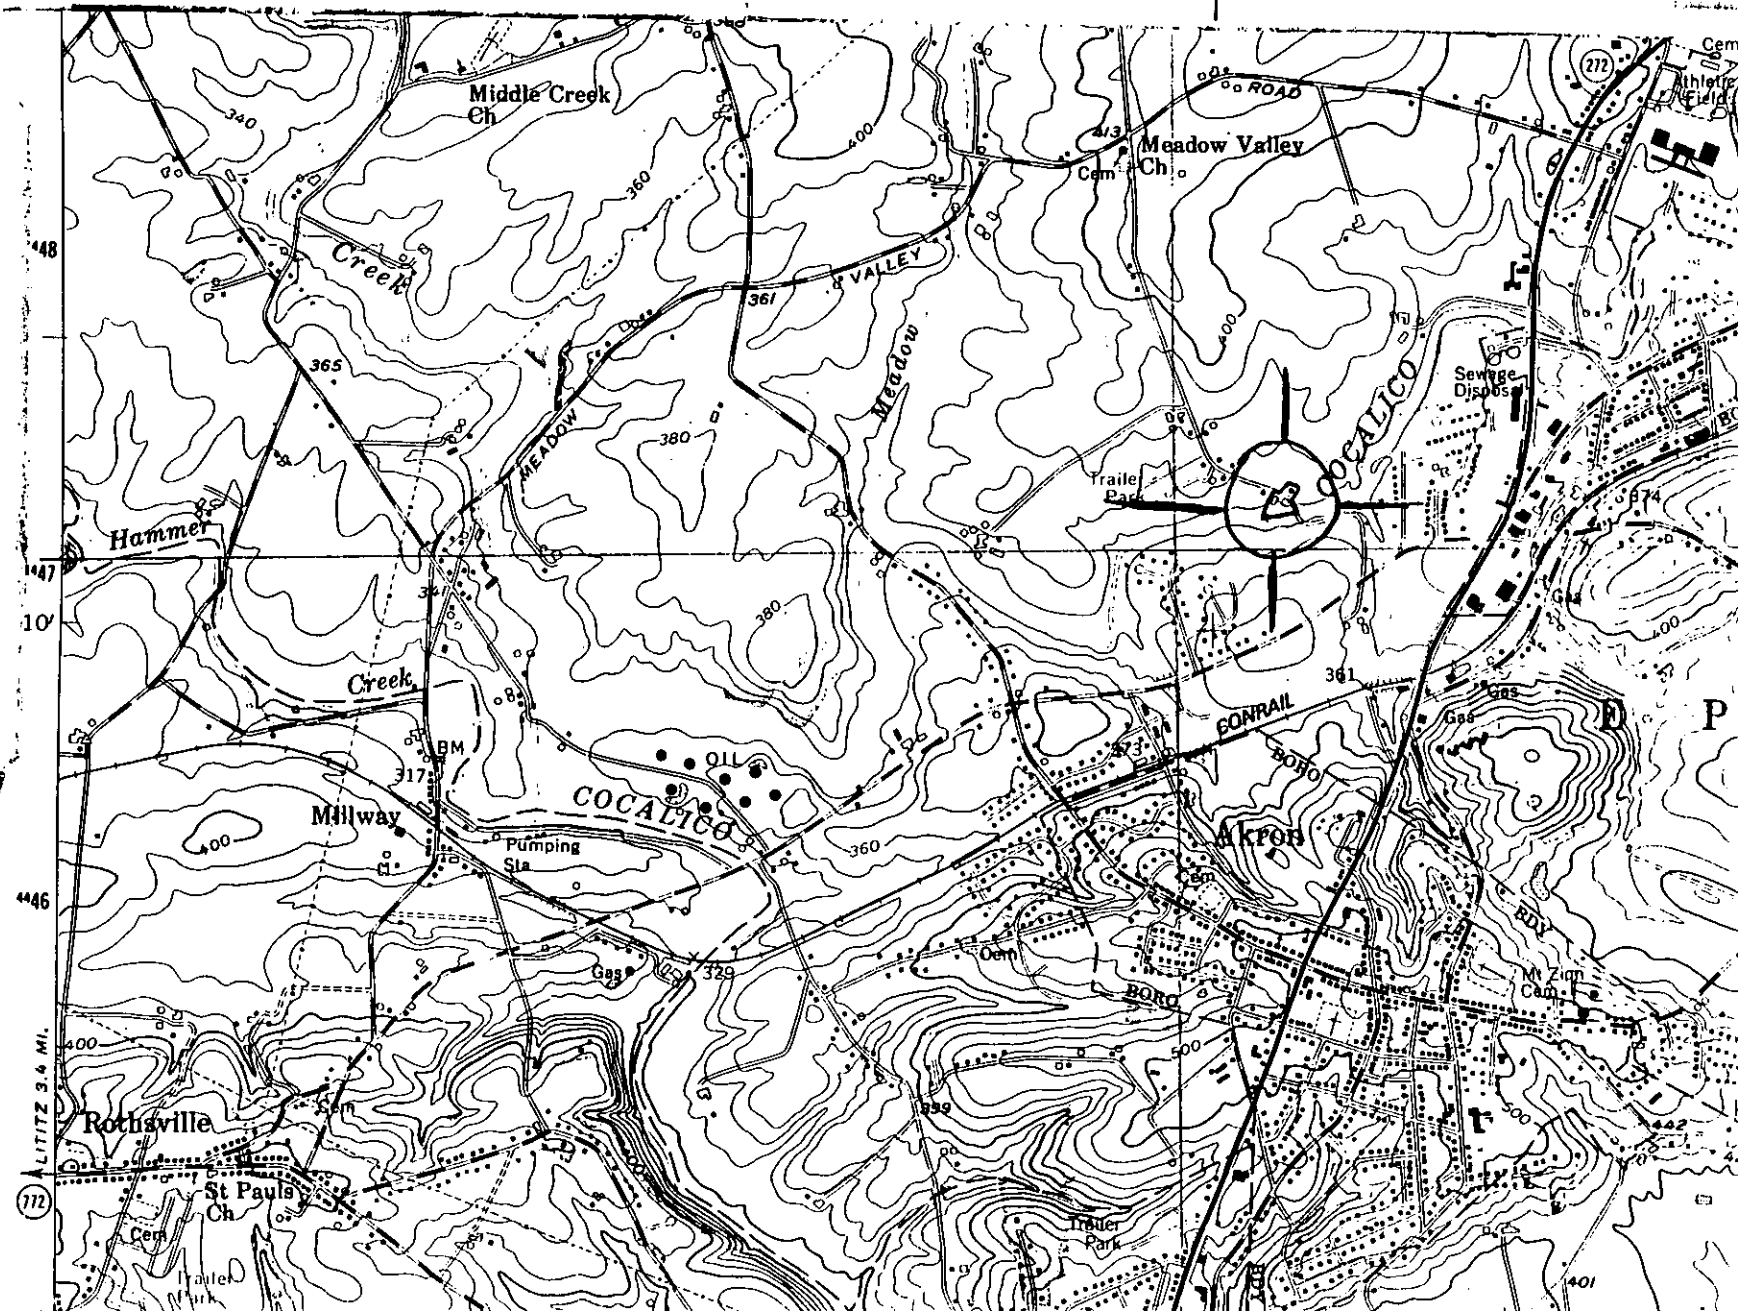 Cem
272
Athletic
Field
Middle Creek
Ch
ROAD
340
400
413
Meadow Valley
Ch
Cem
360
448
Creek
VALLEY
361
400
365
Meadow
COCALICO
Sewage
Disposal
MEADOW
380
Trailer
Park
374
Hammer
447
341
10'
380
Gas
400
Creek
361
Gas
CONRAIL
Gas
D P
BM
OIL
373
BORO
317
COCALICO
Millway
Akron
400
Pumping
Sta
360
Cem
446
BDY
Gas
329
Cem
Mt Zion
Cem
BORO
400
500
LITITZ 3.4 MI.
Cem
399
500
Rothsville
442
772
St Pauls
Ch
Cem
Trailer
Park
Trailer
Park
BDY
401